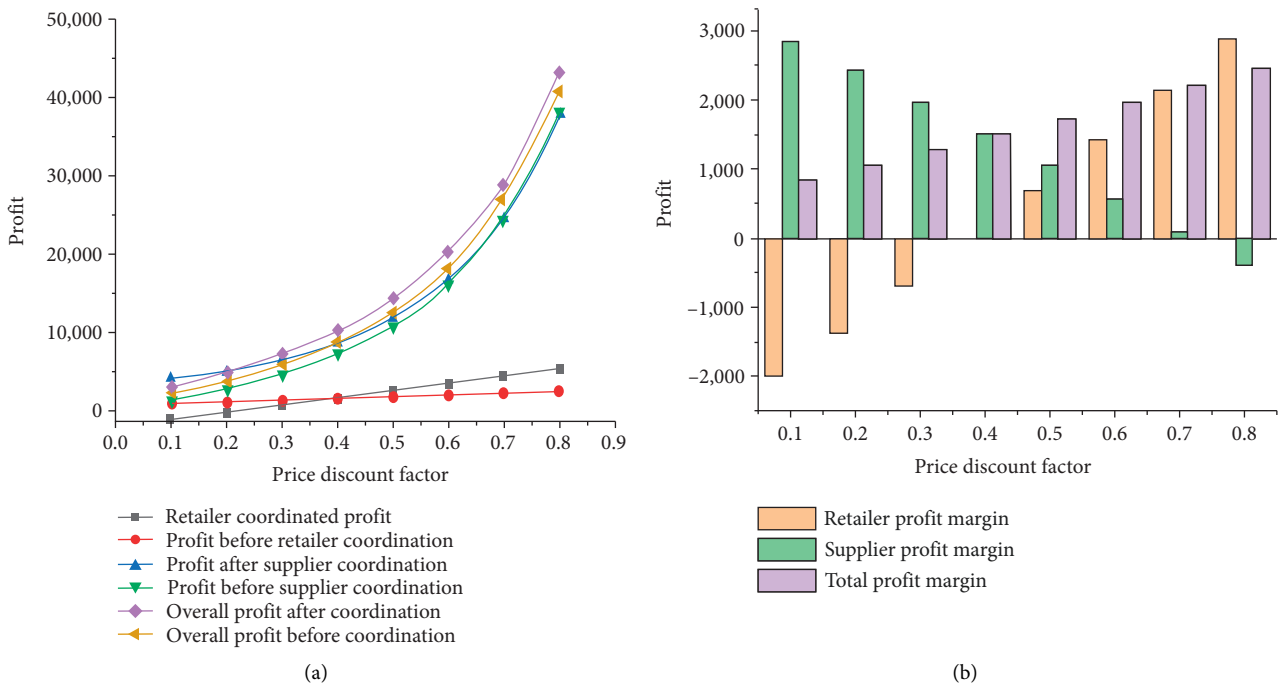 50,000
40,000
30,000
20,000
10,000
0
Profit
0.0 0.1 0.2 0.3 0.4 0.5 0.6 0.7 0.8 0.9
Price discount factor
Retailer coordinated profit
Profit before retailer coordination
Profit after supplier coordination
Profit before supplier coordination
Overall profit after coordination
Overall profit before coordination
(a)
3,000
2,000
1,000
0
–1,000
–2,000
Profit
0.1 0.2 0.3 0.4 0.5 0.6 0.7 0.8
Price discount factor
Retailer profit margin
Supplier profit margin
Total profit margin
(b)